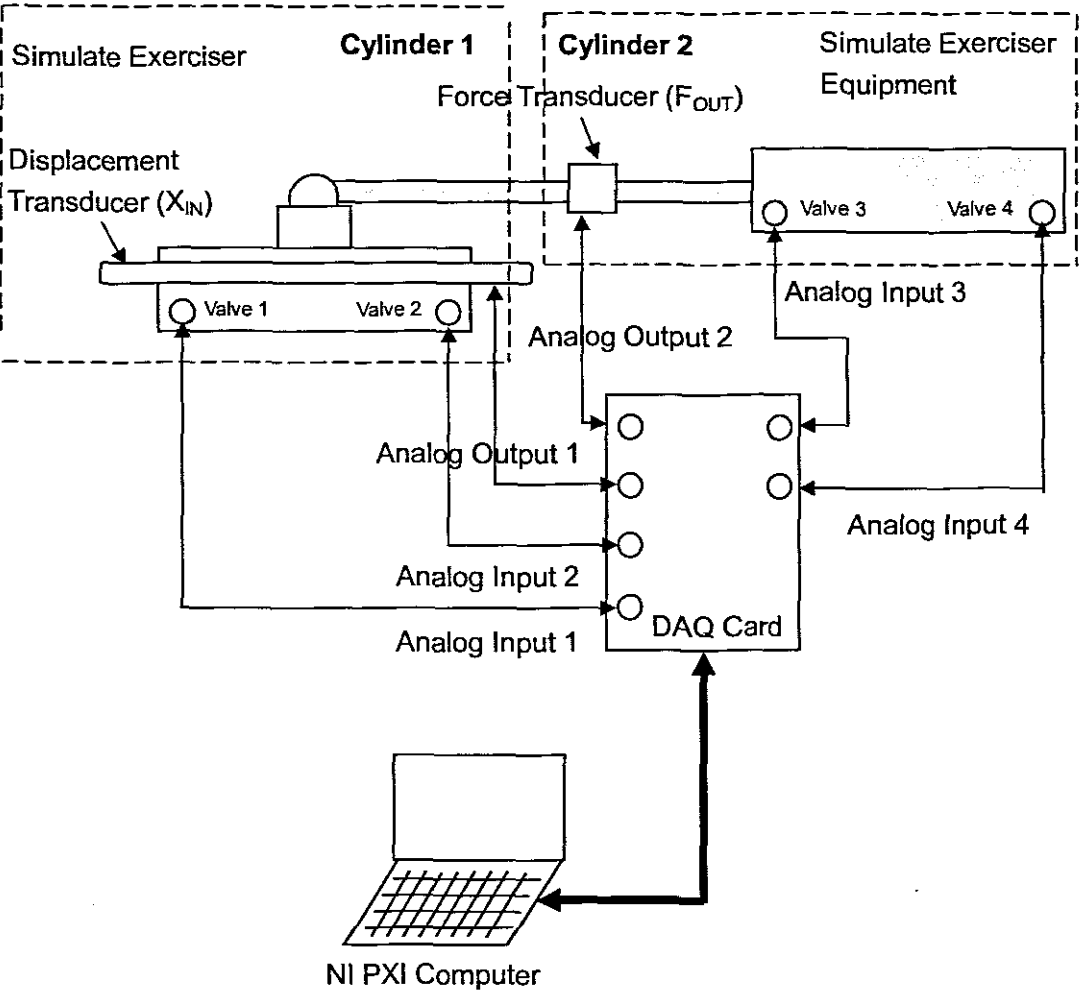 Simulate Exerciser
Cylinder 1
Cylinder 2
Simulate Exerciser
Equipment
Force Transducer (F_OUT)
Displacement
Transducer (X_IN)
Valve 3
Valve 4
Valve 1
Valve 2
Analog Input 3
Analog Output 2
Analog Output 1
Analog Input 4
Analog Input 2
DAQ Card
Analog Input 1
NI PXI Computer